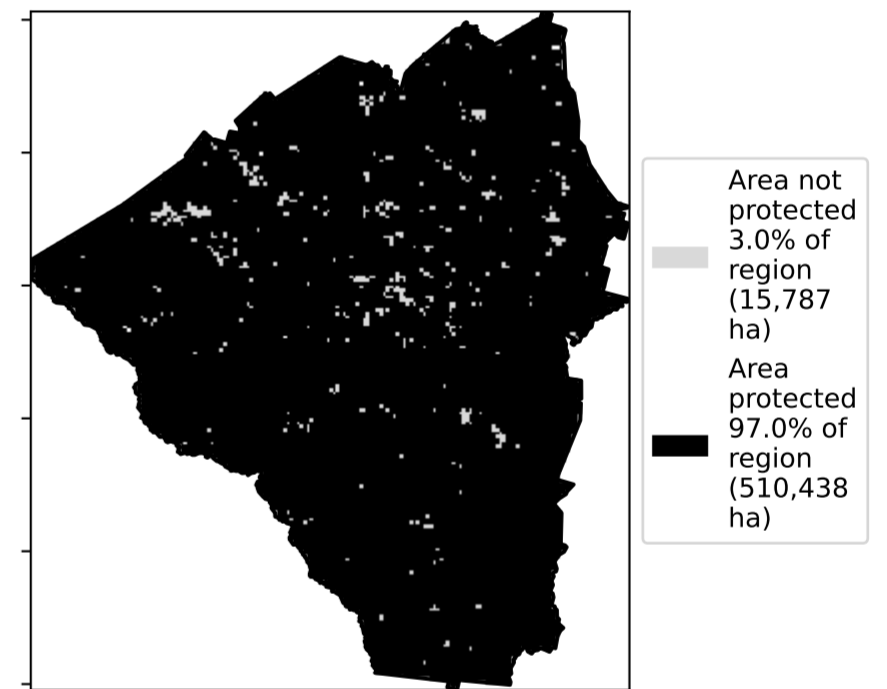 Area not
protected
3.0% of
region
(15,787
ha)
Area
protected
97.0% of
region
(510,438
ha)